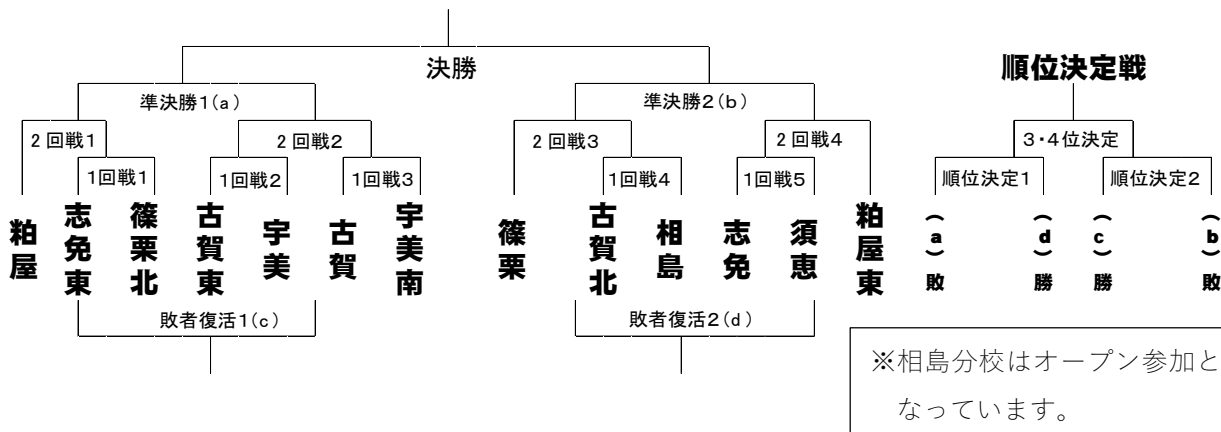 決勝
順位決定戦
準決勝1(a)
準決勝2(b)
2回戦1
2回戦2
2回戦3
2回戦4
3・4位決定
1回戦1
1回戦2
1回戦3
1回戦4
1回戦5
順位決定1
順位決定2
粕屋
志免東
篠栗北
古賀東
宇美
古賀
宇美南
篠栗
古賀北
相島
志免
須恵
粕屋東
(a)敗
(d)勝
(c)勝
(b)敗
敗者復活1(c)
敗者復活2(d)
※相島分校はオープン参加と
なっています。